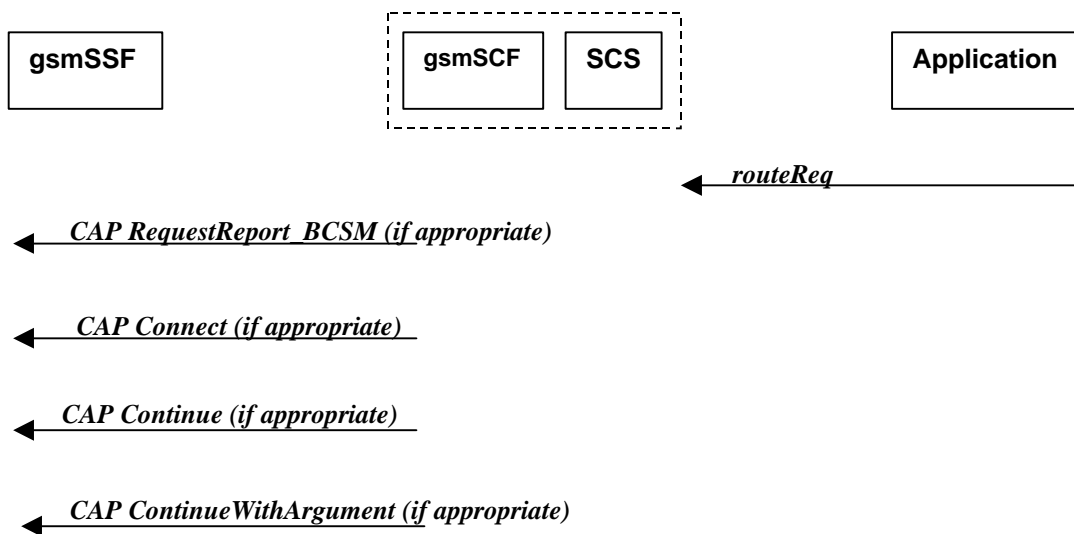 gsmSSF
gsmSCF
SCS
Application
routeReq
CAP RequestReport_BCSM (if appropriate)
CAP Connect (if appropriate)
CAP Continue (if appropriate)
CAP ContinueWithArgument (if appropriate)